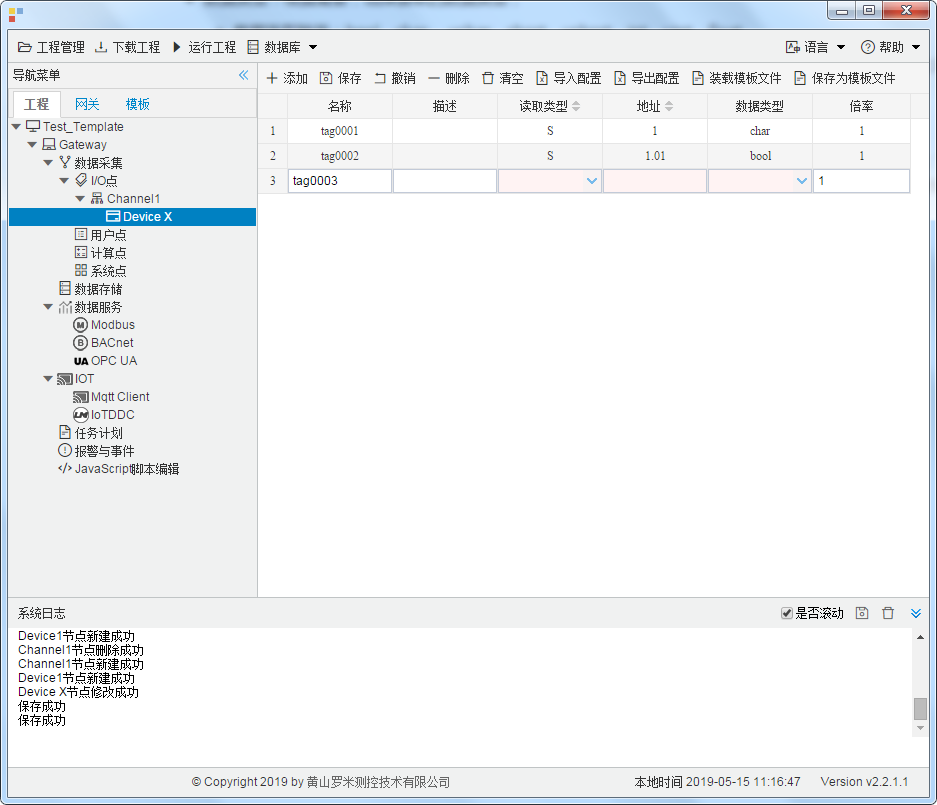 工程管理 下载工程 运行工程 数据库 语言 帮助
导航菜单
添加 保存 撤销 删除 清空 导入配置 导出配置 装载模板文件 保存为模板文件
工程 网关 模板
名称 描述 读取类型 地址 数据类型 倍率
1 tag0001 S 1 char 1
2 tag0002 S 1.01 bool 1
3 tag0003 1
Test_Template
Gateway
数据采集
I/O点
Channel1
Device X
用户点
计算点
系统点
数据存储
数据服务
M Modbus
B BACnet
UA OPC UA
IOT
Mqtt Client
IoTDDC
任务计划
报警与事件
JavaScript脚本编辑
系统日志 是否滚动
Device1节点新建成功
Channel1节点删除成功
Channel1节点新建成功
Device1节点新建成功
Device X节点修改成功
保存成功
保存成功
© Copyright 2019 by 黄山罗米测控技术有限公司 本地时间 2019-05-15 11:16:47 Version v2.2.1.1